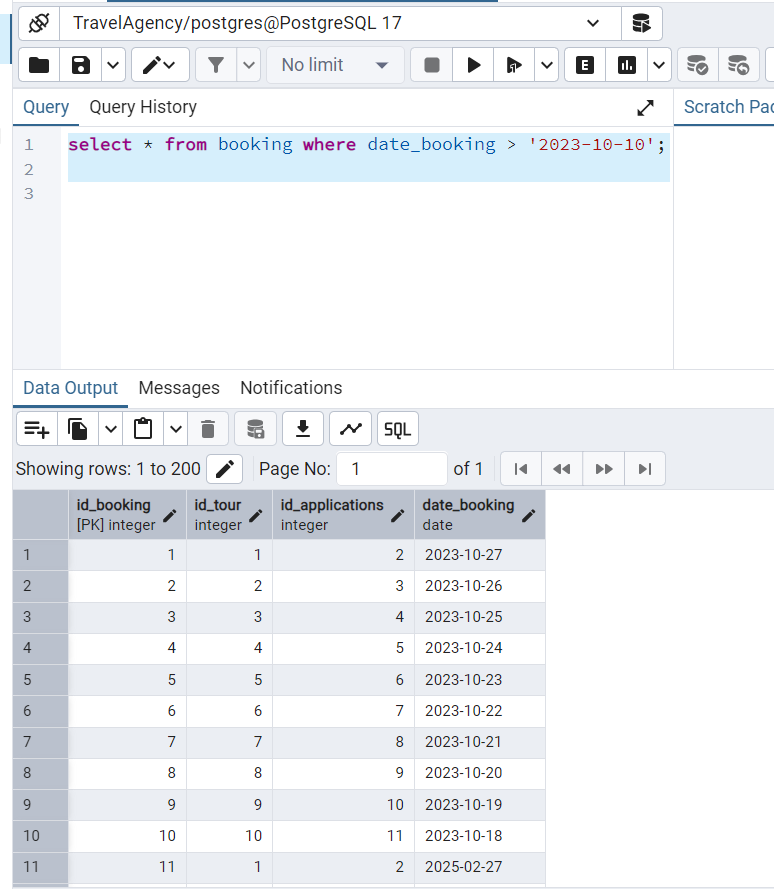 TravelAgency/postgres@PostgreSQL 17
No limit
E
Query Query History Scratch Pad
1 select * from booking where date_booking > '2023-10-10';
2
3
Data Output Messages Notifications
SQL
Showing rows: 1 to 200 Page No: 1 of 1
id_booking id_tour id_applications date_booking
[PK] integer integer integer date
1 1 1 2 2023-10-27
2 2 2 3 2023-10-26
3 3 3 4 2023-10-25
4 4 4 5 2023-10-24
5 5 5 6 2023-10-23
6 6 6 7 2023-10-22
7 7 7 8 2023-10-21
8 8 8 9 2023-10-20
9 9 9 10 2023-10-19
10 10 10 11 2023-10-18
11 11 1 2 2025-02-27